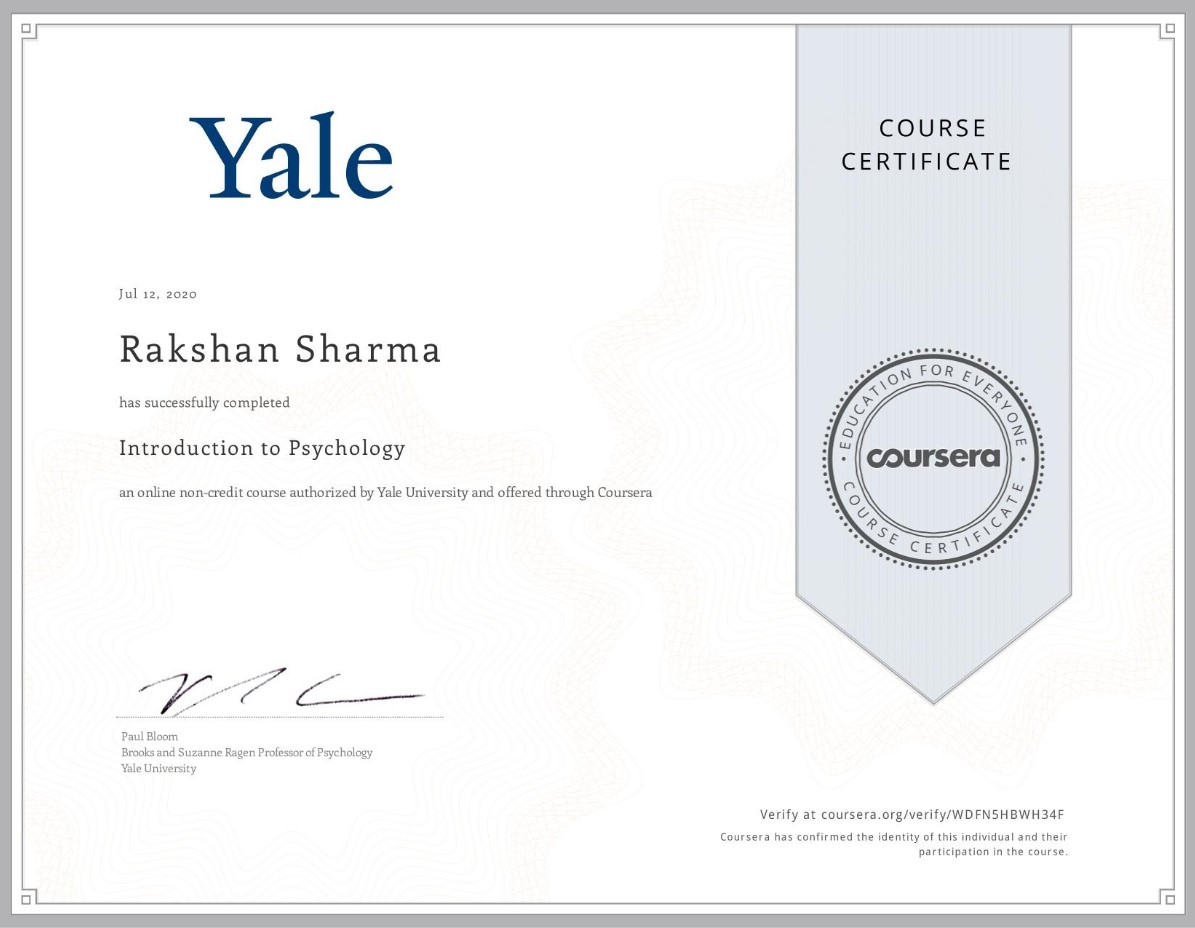 Yale
COURSE
CERTIFICATE
Jul 12, 2020
Rakshan Sharma
has successfully completed
Introduction to Psychology
an online non-credit course authorized by Yale University and offered through Coursera
EDUCATION FOR EVERYONE
coursera
COURSE CERTIFICATE
Paul Bloom
Brooks and Suzanne Ragen Professor of Psychology
Yale University
Verify at coursera.org/verify/WDFN5HBWH34F
Coursera has confirmed the identity of this individual and their
participation in the course.